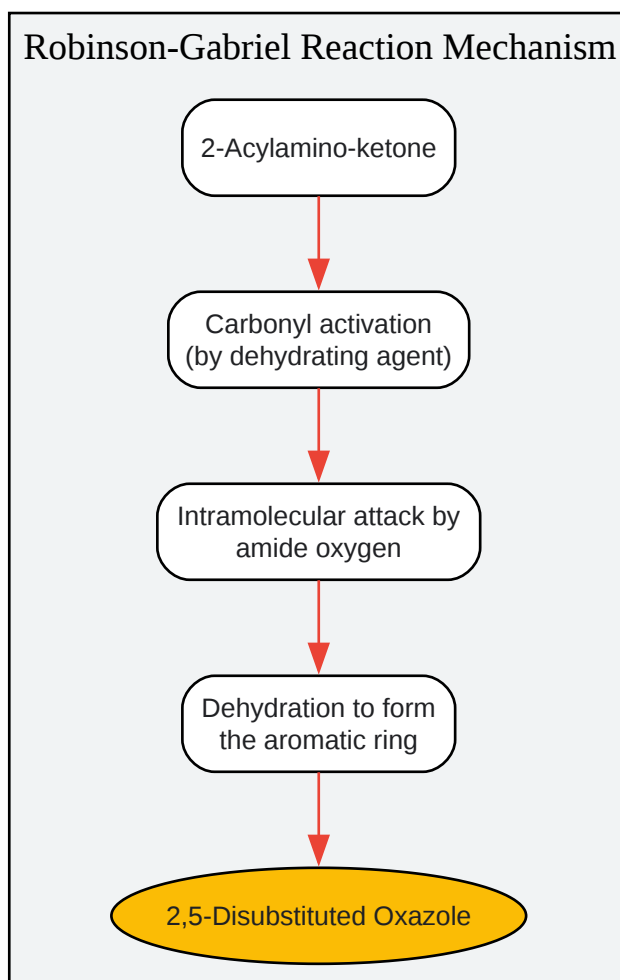 Robinson-Gabriel Reaction Mechanism
2-Acylamino-ketone
Carbonyl activation
(by dehydrating agent)
Intramolecular attack by
amide oxygen
Dehydration to form
the aromatic ring
2,5-Disubstituted Oxazole